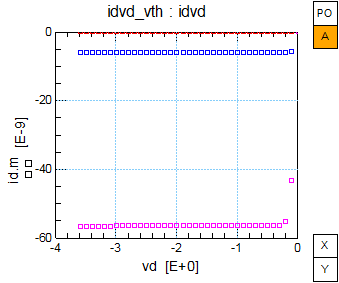 idvd_vth : idvd
PO
A
0
-20
-40
-60
id.m [E-9]
-4
-3
-2
-1
0
vd [E+0]
X
Y